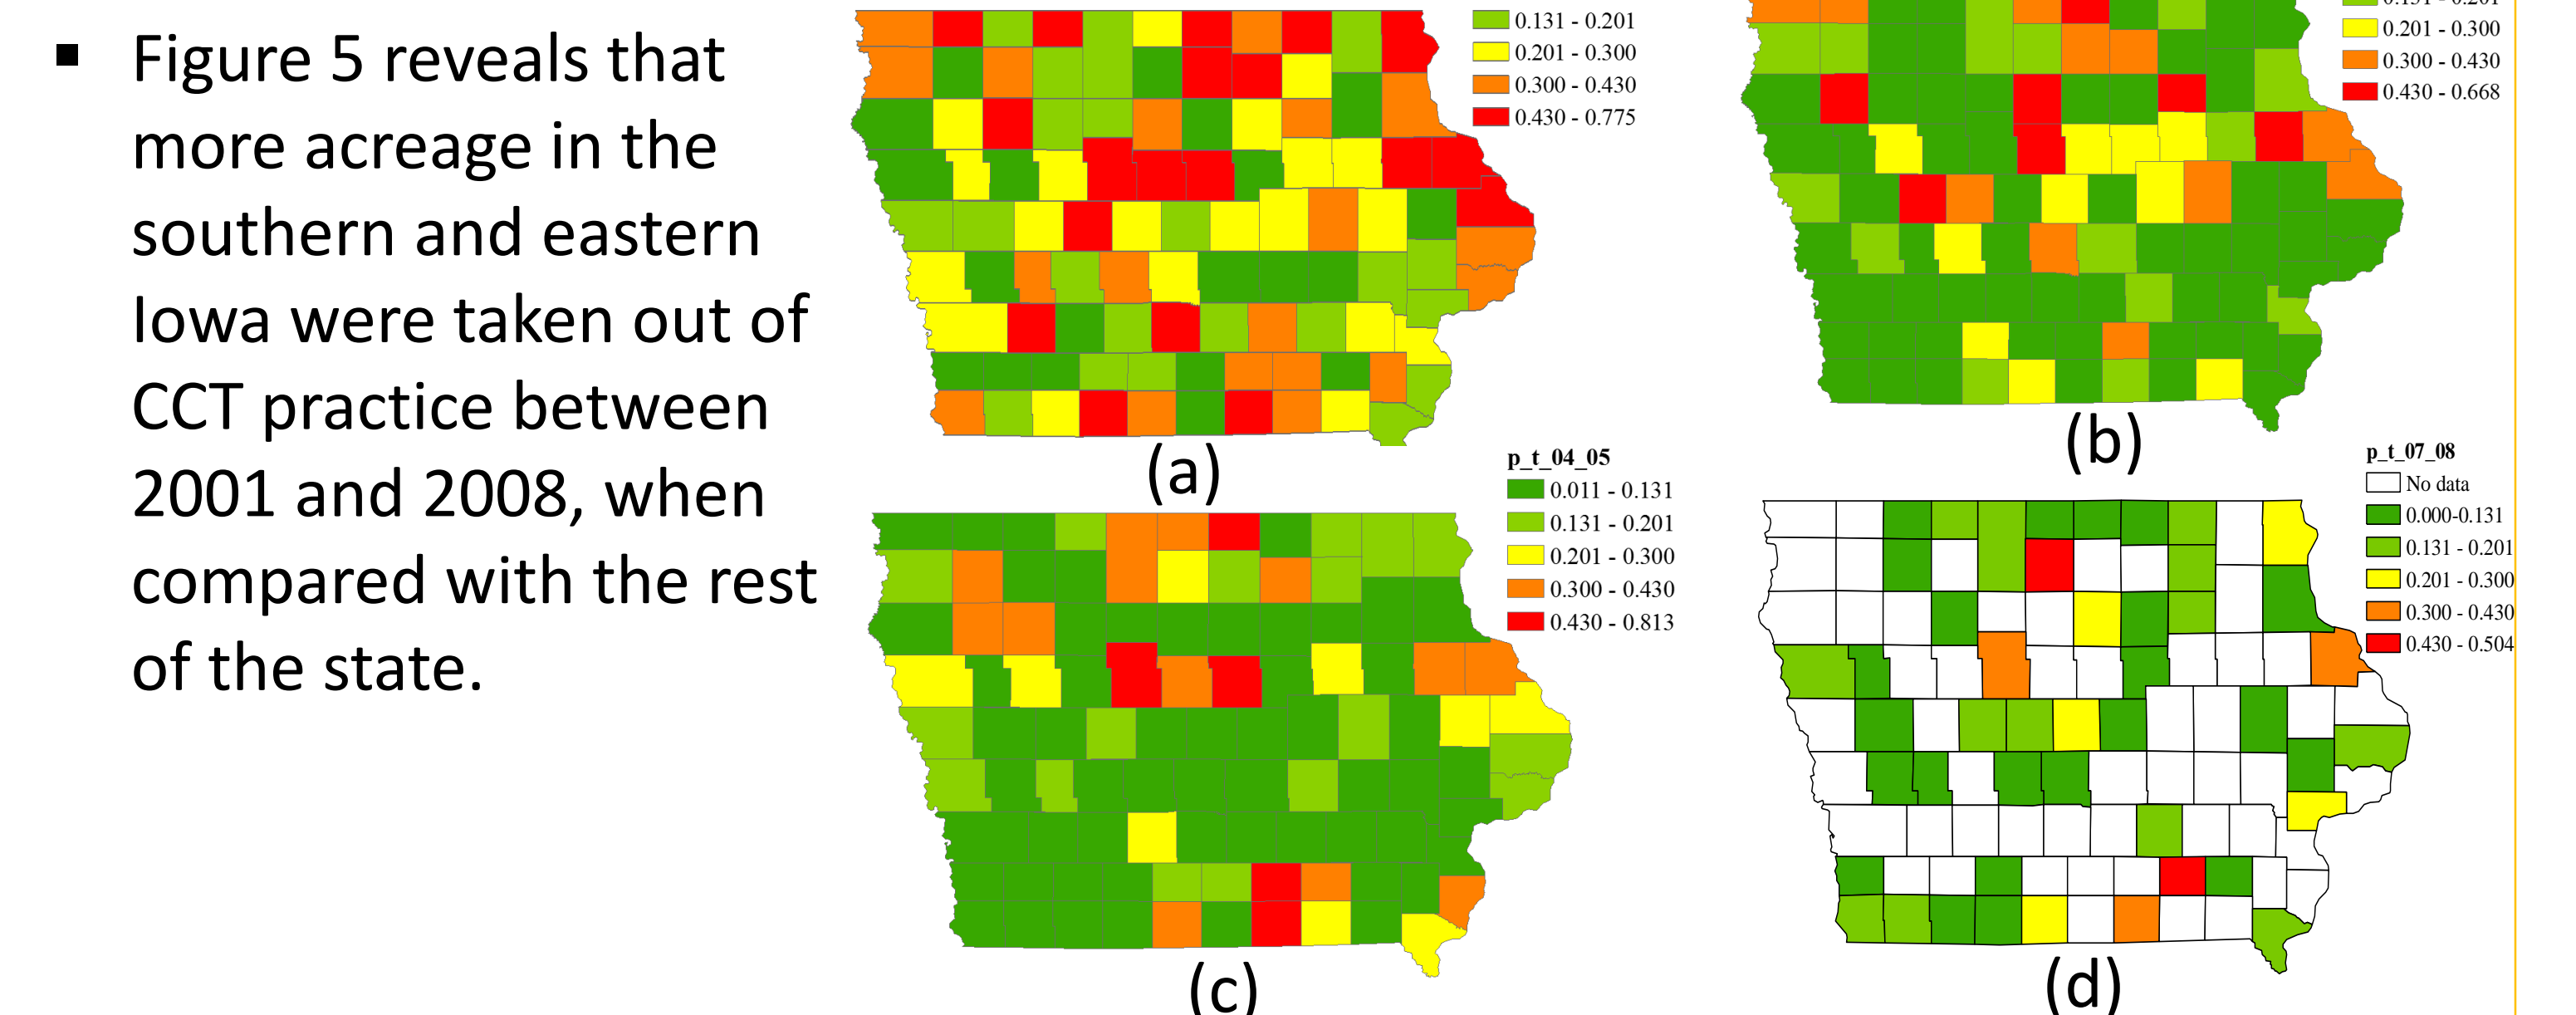 ▪ Figure 5 reveals that
more acreage in the
southern and eastern
Iowa were taken out of
CCT practice between
2001 and 2008, when
compared with the rest
of the state.
0.131 - 0.201
0.201 - 0.300
0.300 - 0.430
0.430 - 0.775
(a)
0.131 - 0.201
0.201 - 0.300
0.300 - 0.430
0.430 - 0.668
(b)
p_t_04_05
0.011 - 0.131
0.131 - 0.201
0.201 - 0.300
0.300 - 0.430
0.430 - 0.813
(c)
p_t_07_08
No data
0.000-0.131
0.131 - 0.201
0.201 - 0.300
0.300 - 0.430
0.430 - 0.504
(d)